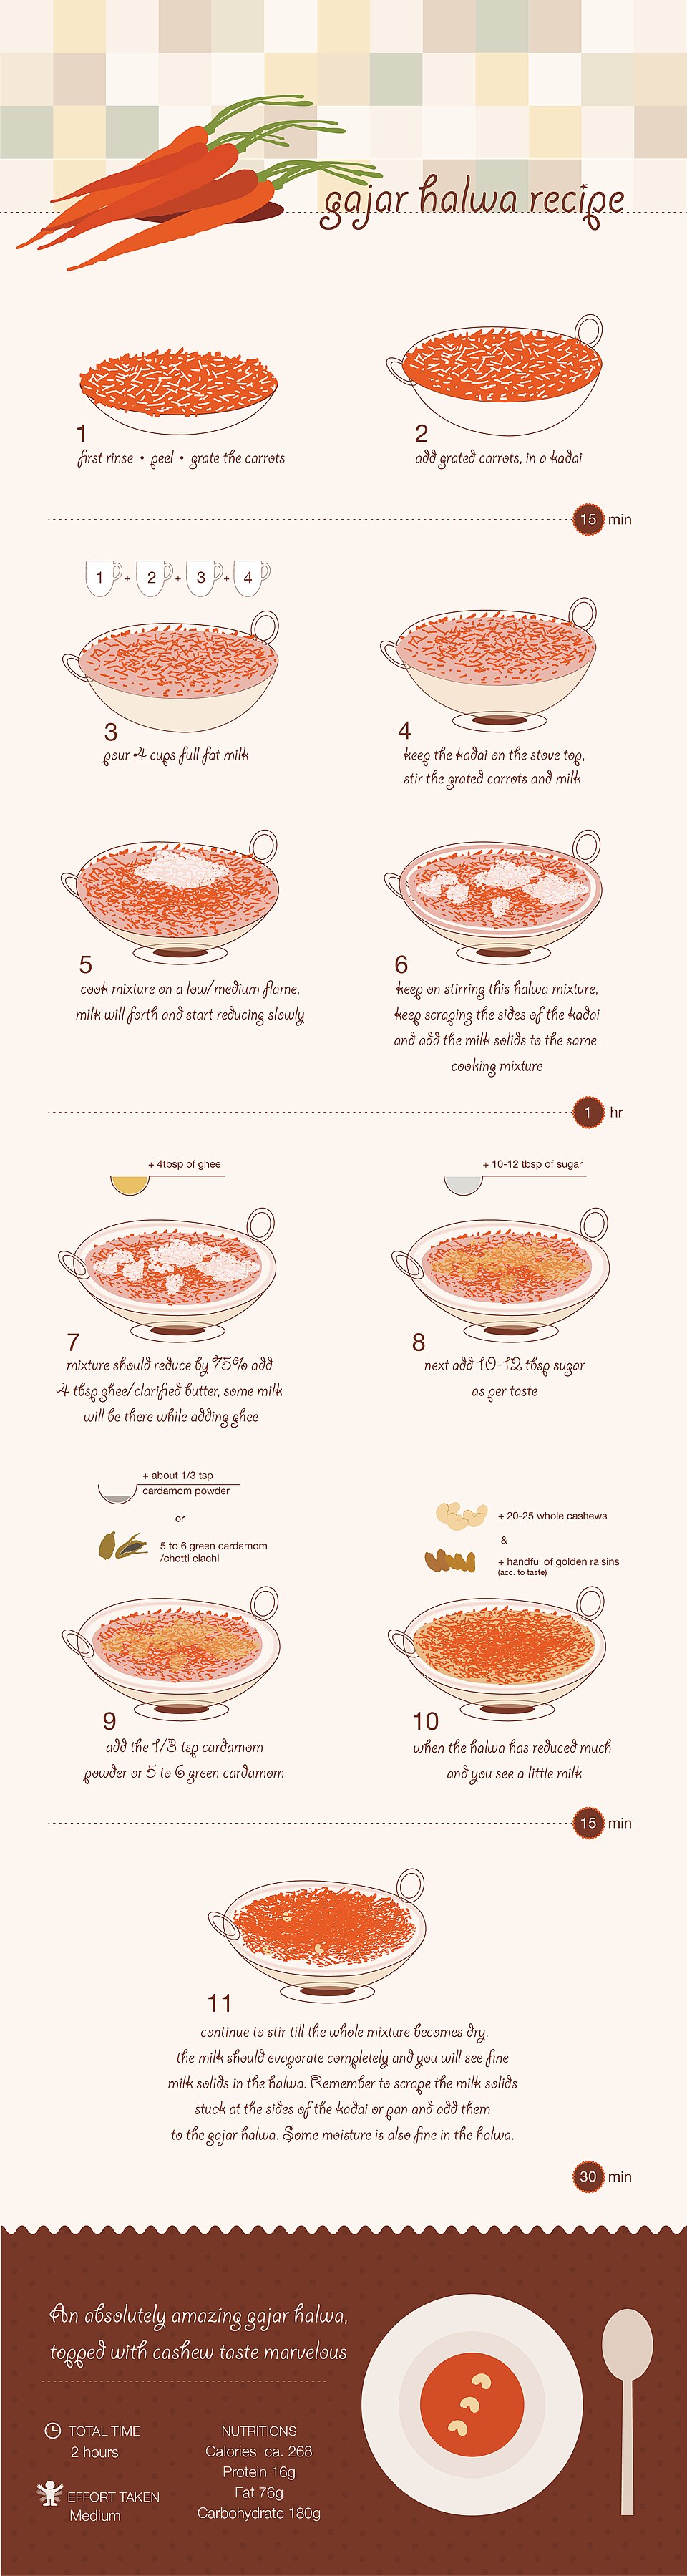 gajar halwa recipe
1
first rinse • peel • grate the carrots
2
add grated carrots, in a kadai
15 min
1 + 2 + 3 + 4
3
pour 4 cups full fat milk
4
keep the kadai on the stove top,
stir the grated carrots and milk
5
cook mixture on a low/medium flame,
milk will forth and start reducing slowly
6
keep on stirring this halwa mixture,
keep scraping the sides of the kadai
and add the milk solids to the same
cooking mixture
1 hr
+ 4tbsp of ghee
7
mixture should reduce by 75% add
4 tbsp ghee/clarified butter, some milk
will be there while adding ghee
+ 10-12 tbsp of sugar
8
next add 10-12 tbsp sugar
as per taste
+ about 1/3 tsp
cardamom powder
or
5 to 6 green cardamom
/chotti elachi
9
add the 1/3 tsp cardamom
powder or 5 to 6 green cardamom
+ 20-25 whole cashews
&
+ handful of golden raisins
(acc. to taste)
10
when the halwa has reduced much
and you see a little milk
15 min
11
continue to stir till the whole mixture becomes dry.
the milk should evaporate completely and you will see fine
milk solids in the halwa. Remember to scrape the milk solids
stuck at the sides of the kadai or pan and add them
to the gajar halwa. Some moisture is also fine in the halwa.
30 min
An absolutely amazing gajar halwa,
topped with cashew taste marvelous
TOTAL TIME
2 hours
EFFORT TAKEN
Medium
NUTRITIONS
Calories ca. 268
Protein 16g
Fat 76g
Carbohydrate 180g